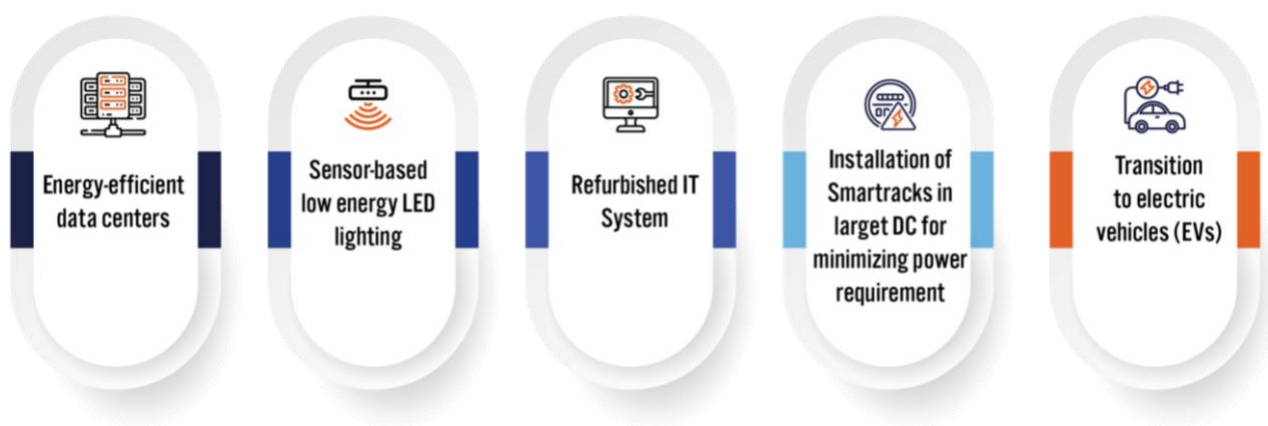 Energy-efficient
data centers
Sensor-based
low energy LED
lighting
Refurbished IT
System
DC
Installation of
Smartracks in
larget DC for
minimizing power
requirement
Transition
to electric
vehicles (EVs)